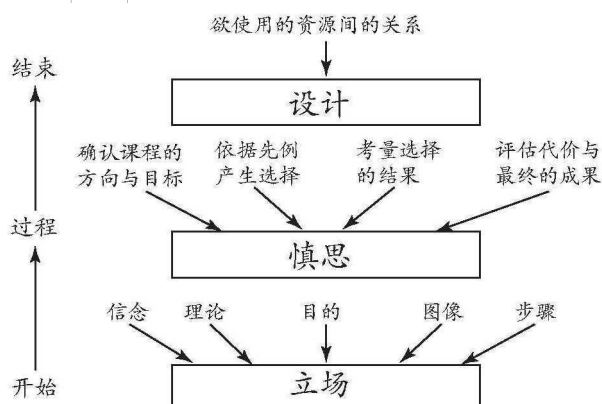 欲使用的资源间的关系
结束
设计
确认课程的 依据先例 考量选择 评估代价与
方向与目标 产生选择 的结果 最终的成果
过程
慎思
信念 理论 目的 图像 步骤
开始
立场